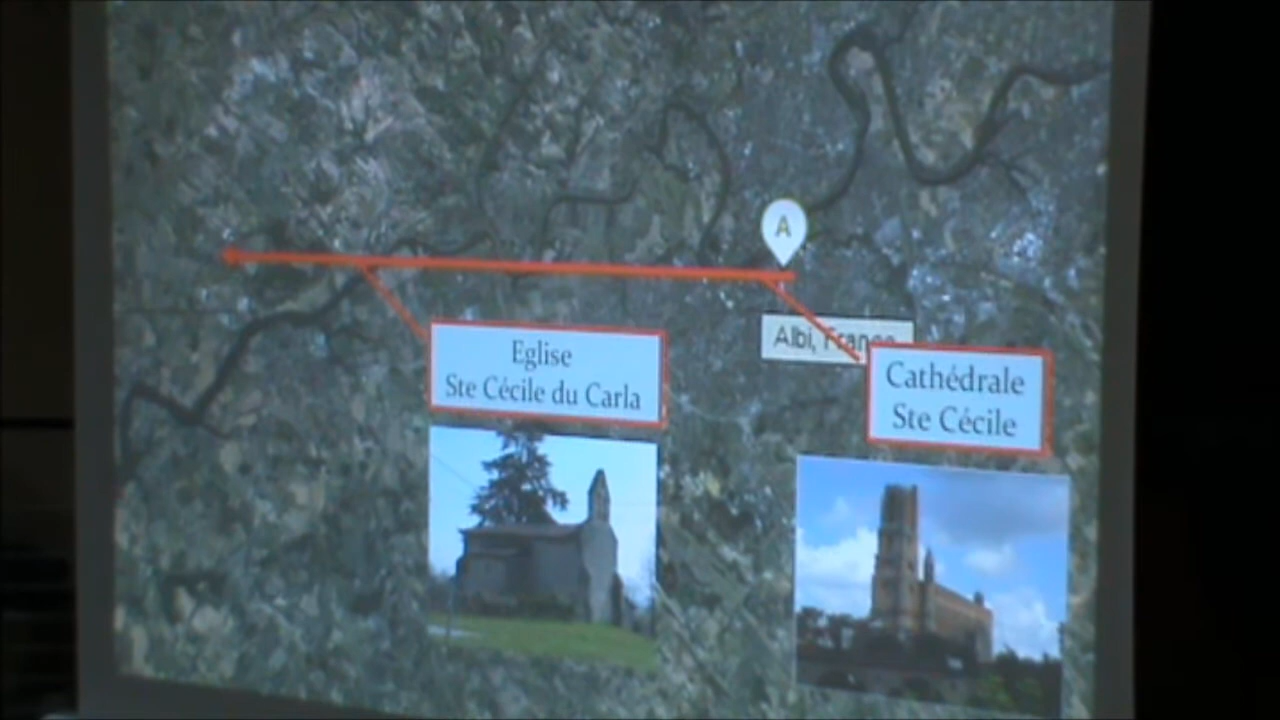 A
Albi, France
Eglise
Ste Cécile du Carla
Cathédrale
Ste Cécile